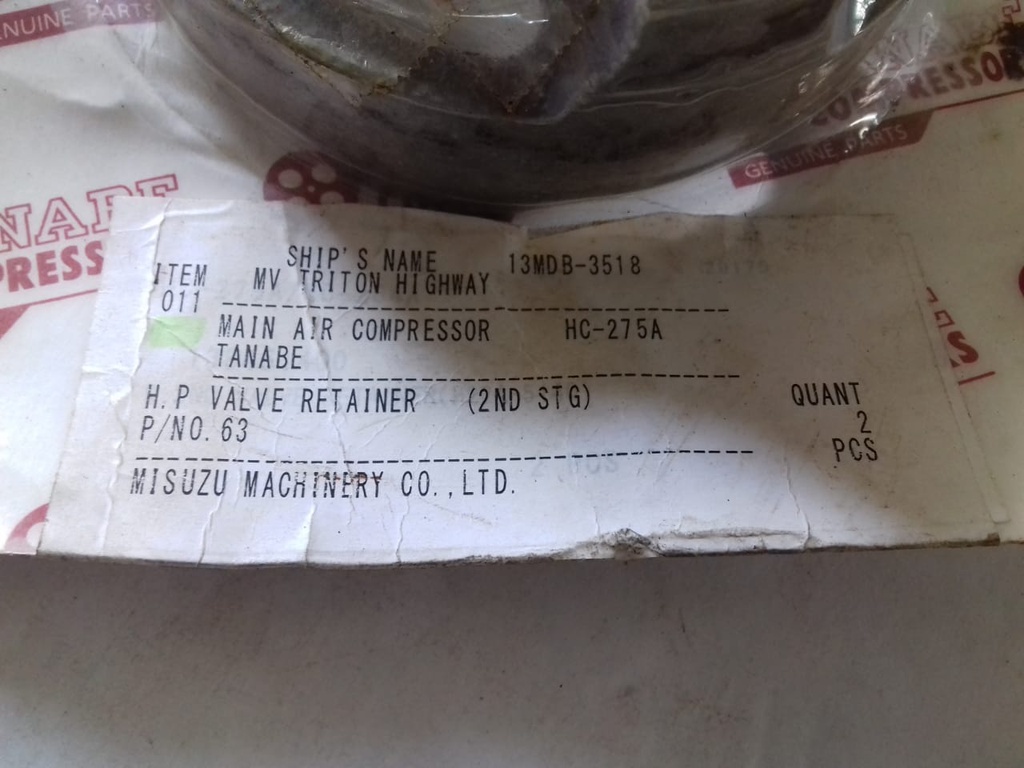 GENUINE PARTS
COMPRESSOR
GENUINE PARTS
SHIP'S NAME 13MDB-3518
ITEM MV TRITON HIGHWAY
011
MAIN AIR COMPRESSOR HC-275A
TANABE
H.P VALVE RETAINER (2ND STG) QUANT
P/NO.63 2
PCS
MISUZU MACHINERY CO.,LTD.